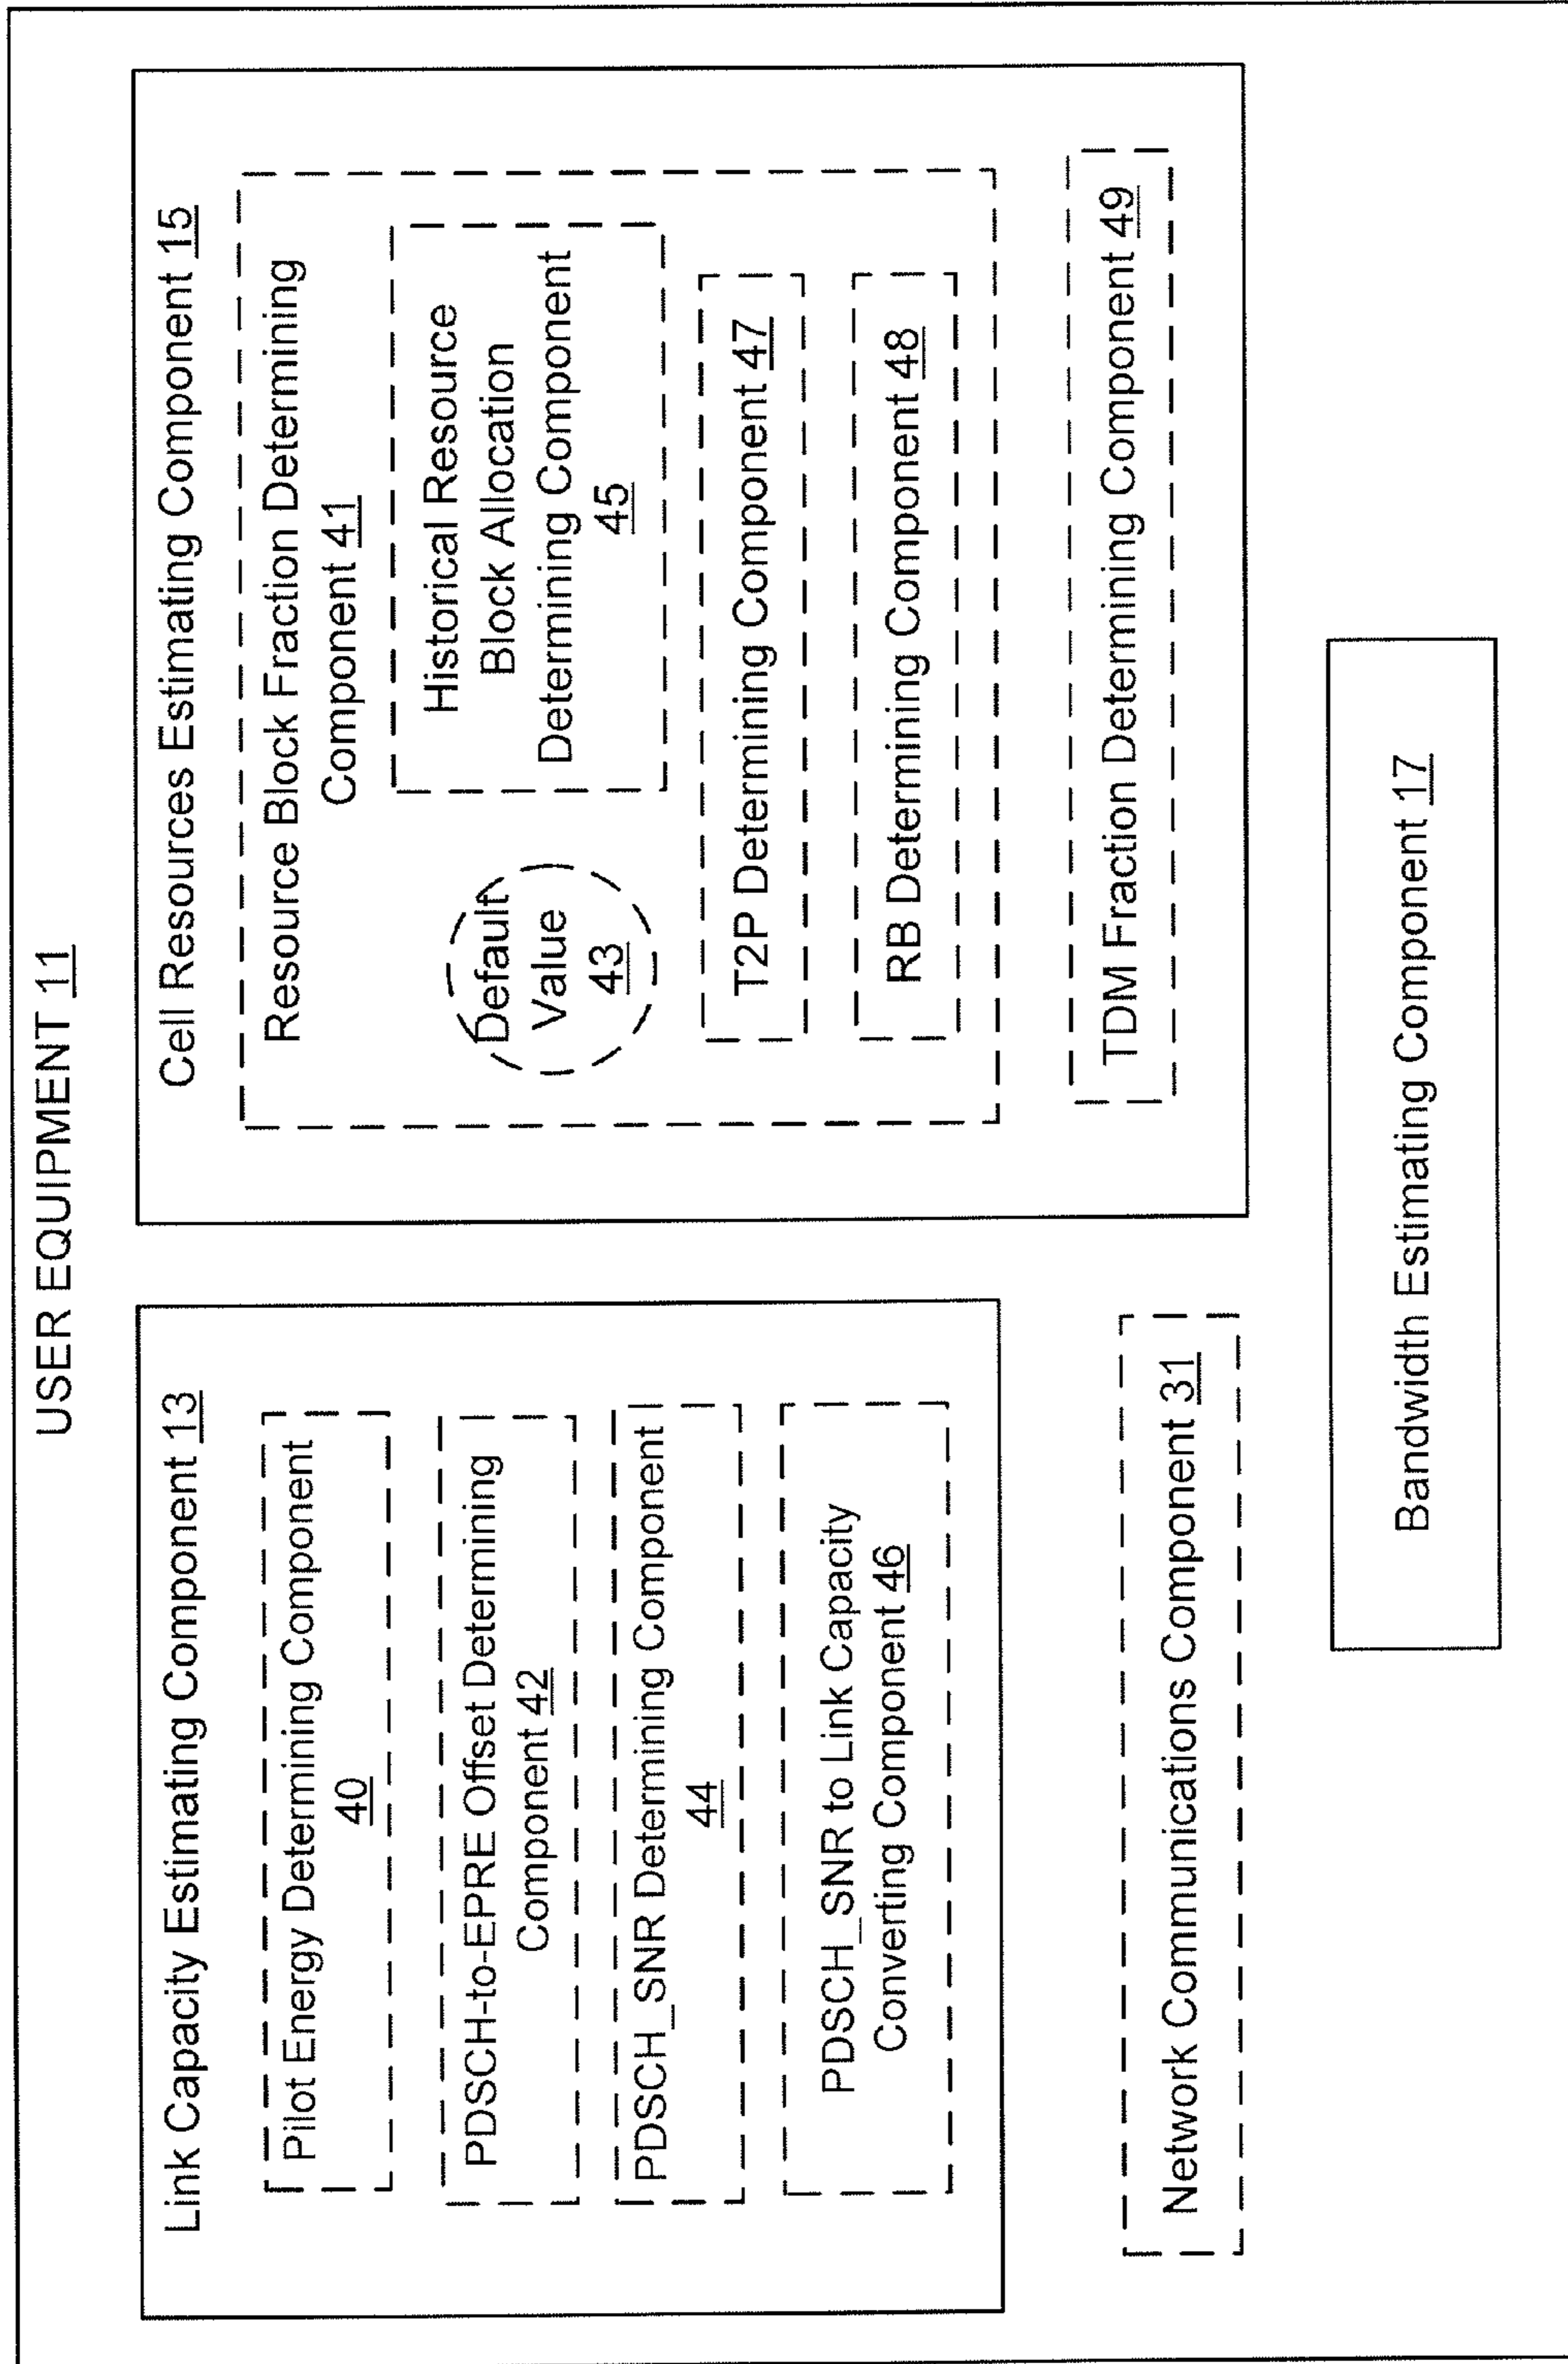 USER EQUIPMENT 11
Link Capacity Estimating Component 13
Pilot Energy Determining Component
40
PDSCH-to-EPRE Offset Determining
Component 42
PDSCH_SNR Determining Component
44
PDSCH_SNR to Link Capacity
Converting Component 46
Network Communications Component 31
Cell Resources Estimating Component 15
Resource Block Fraction Determining
Component 41
Default
Value
43
Historical Resource
Block Allocation
Determining Component
45
T2P Determining Component 47
RB Determining Component 48
TDM Fraction Determining Component 49
Bandwidth Estimating Component 17